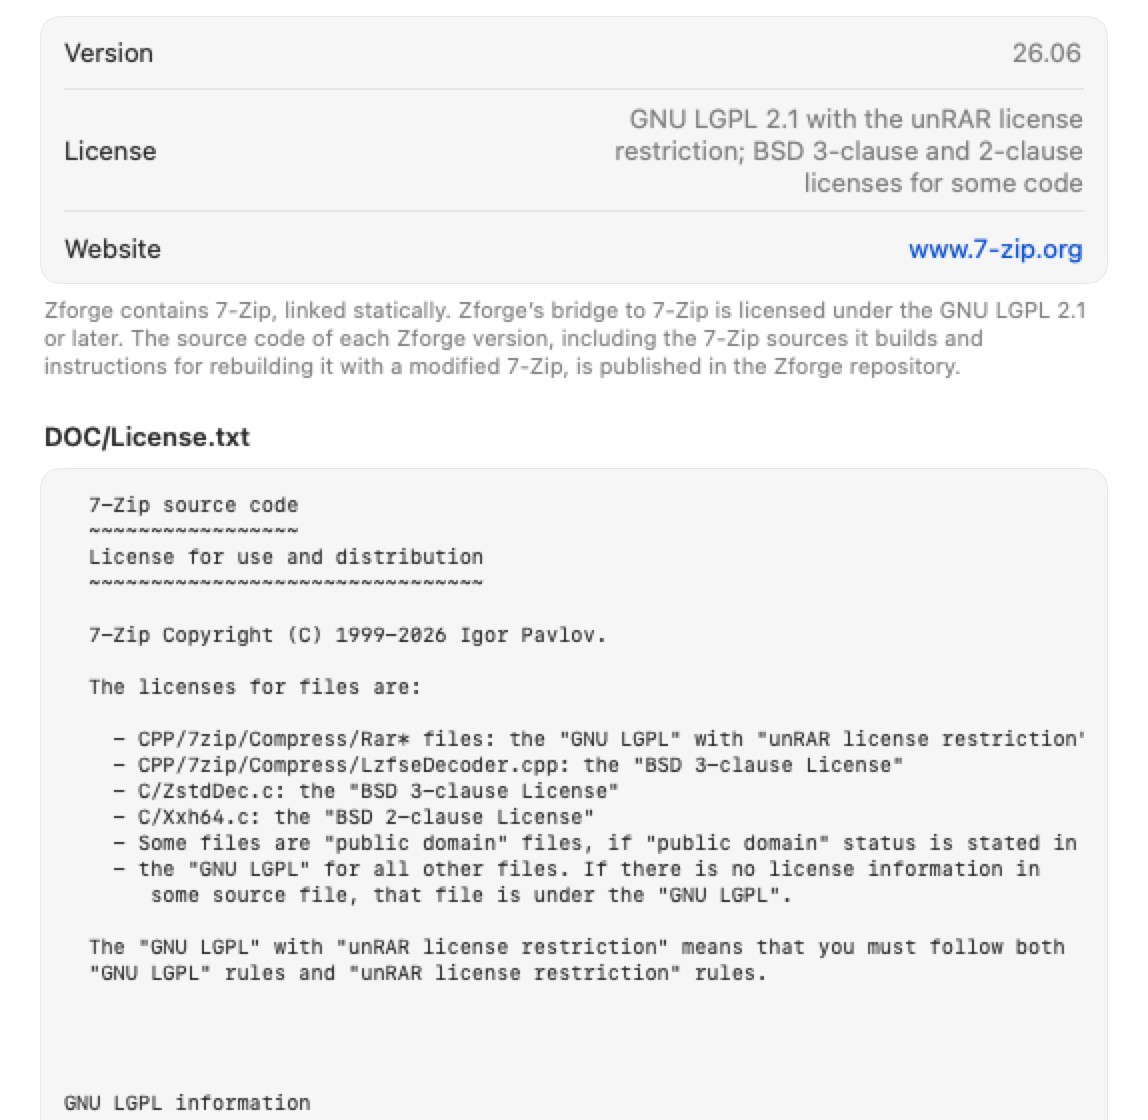 Version 26.06
License GNU LGPL 2.1 with the unRAR license
restriction; BSD 3-clause and 2-clause
licenses for some code
Website www.7-zip.org
Zforge contains 7-Zip, linked statically. Zforge's bridge to 7-Zip is licensed under the GNU LGPL 2.1
or later. The source code of each Zforge version, including the 7-Zip sources it builds and
instructions for rebuilding it with a modified 7-Zip, is published in the Zforge repository.
DOC/License.txt
7-Zip source code
~~~~~~~~~~~~~~~~~
License for use and distribution
~~~~~~~~~~~~~~~~~~~~~~~~~~~~~~~~
7-Zip Copyright (C) 1999-2026 Igor Pavlov.
The licenses for files are:
- CPP/7zip/Compress/Rar* files: the "GNU LGPL" with "unRAR license restriction'
- CPP/7zip/Compress/LzfseDecoder.cpp: the "BSD 3-clause License"
- C/ZstdDec.c: the "BSD 3-clause License"
- C/Xxh64.c: the "BSD 2-clause License"
- Some files are "public domain" files, if "public domain" status is stated in
- the "GNU LGPL" for all other files. If there is no license information in
some source file, that file is under the "GNU LGPL".
The "GNU LGPL" with "unRAR license restriction" means that you must follow both
"GNU LGPL" rules and "unRAR license restriction" rules.
GNU LGPL information